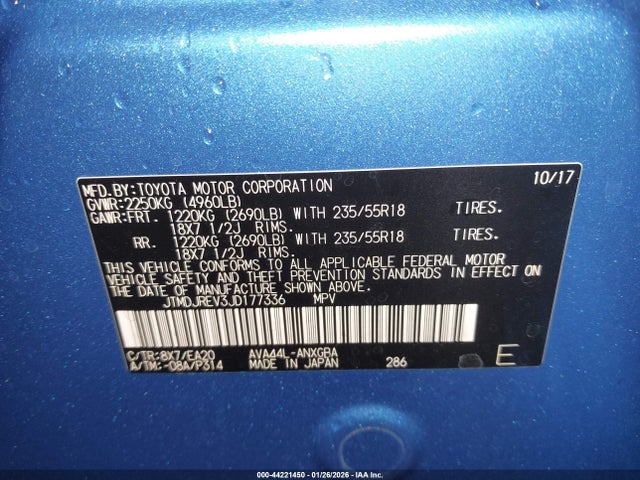 MFD.BY:TOYOTA MOTOR CORPORATION 10/17
GVWR:2250KG (4960LB)
GAWR:FRT. 1220KG (2690LB) WITH 235/55R18 TIRES.
18X7 1/2J RIMS.
RR. 1220KG (2690LB) WITH 235/55R18 TIRES.
18X7 1/2J RIMS.
THIS VEHICLE CONFORMS TO ALL APPLICABLE FEDERAL MOTOR
VEHICLE SAFETY AND THEFT PREVENTION STANDARDS IN EFFECT ON
THE DATE OF MANUFACTURE SHOWN ABOVE.
JTMDJREV3JD177336 MPV
C/TR:8X7/EA20 AVA44L-ANXGBA
A/TM:-08A/P314 MADE IN JAPAN 286 E
000-44221450 - 01/26/2026 - IAA Inc.